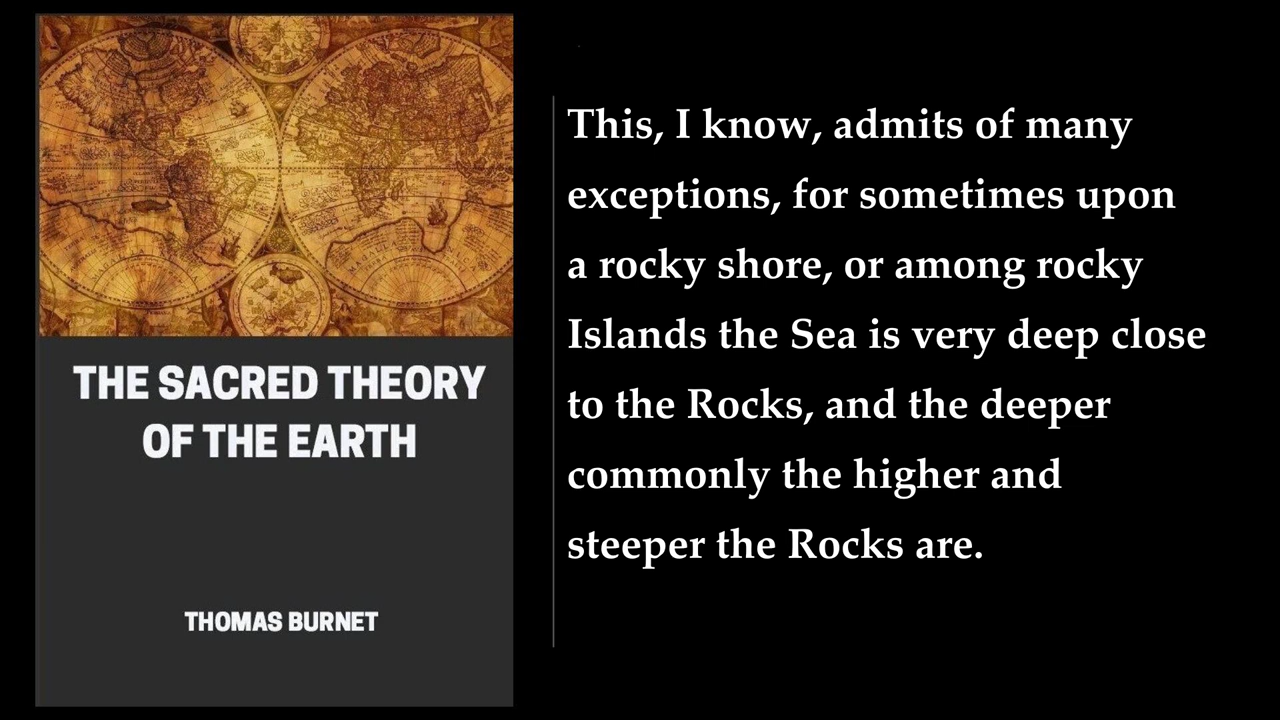 THE SACRED THEORY
OF THE EARTH
THOMAS BURNET
This, I know, admits of many
exceptions, for sometimes upon
a rocky shore, or among rocky
Islands the Sea is very deep close
to the Rocks, and the deeper
commonly the higher and
steeper the Rocks are.